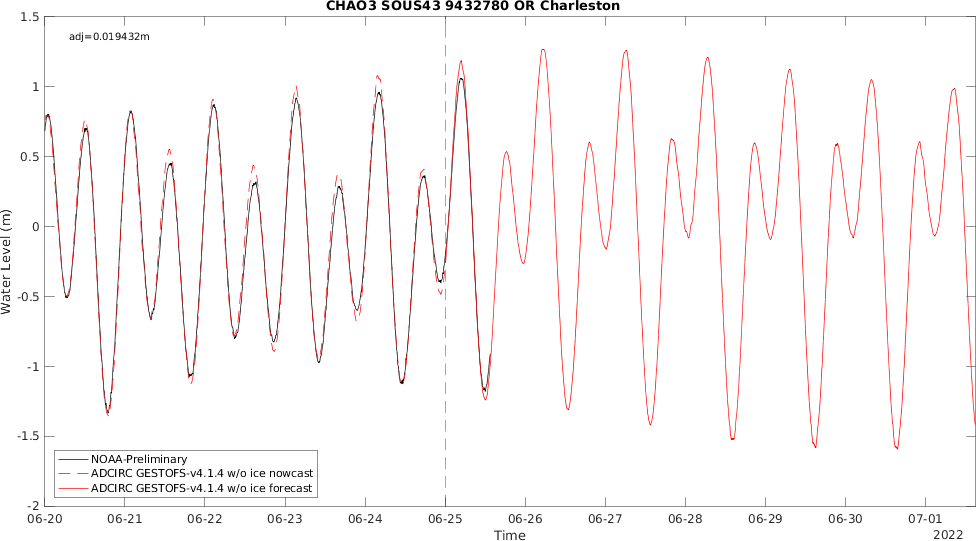 CHAO3 SOUS43 9432780 OR Charleston
adj=0.019432m
1.5
1
0.5
0
-0.5
-1
-1.5
-2
Water Level (m)
NOAA-Preliminary
ADCIRC GESTOFS-v4.1.4 w/o ice nowcast
ADCIRC GESTOFS-v4.1.4 w/o ice forecast
06-20 06-21 06-22 06-23 06-24 06-25 06-26 06-27 06-28 06-29 06-30 07-01
Time
2022